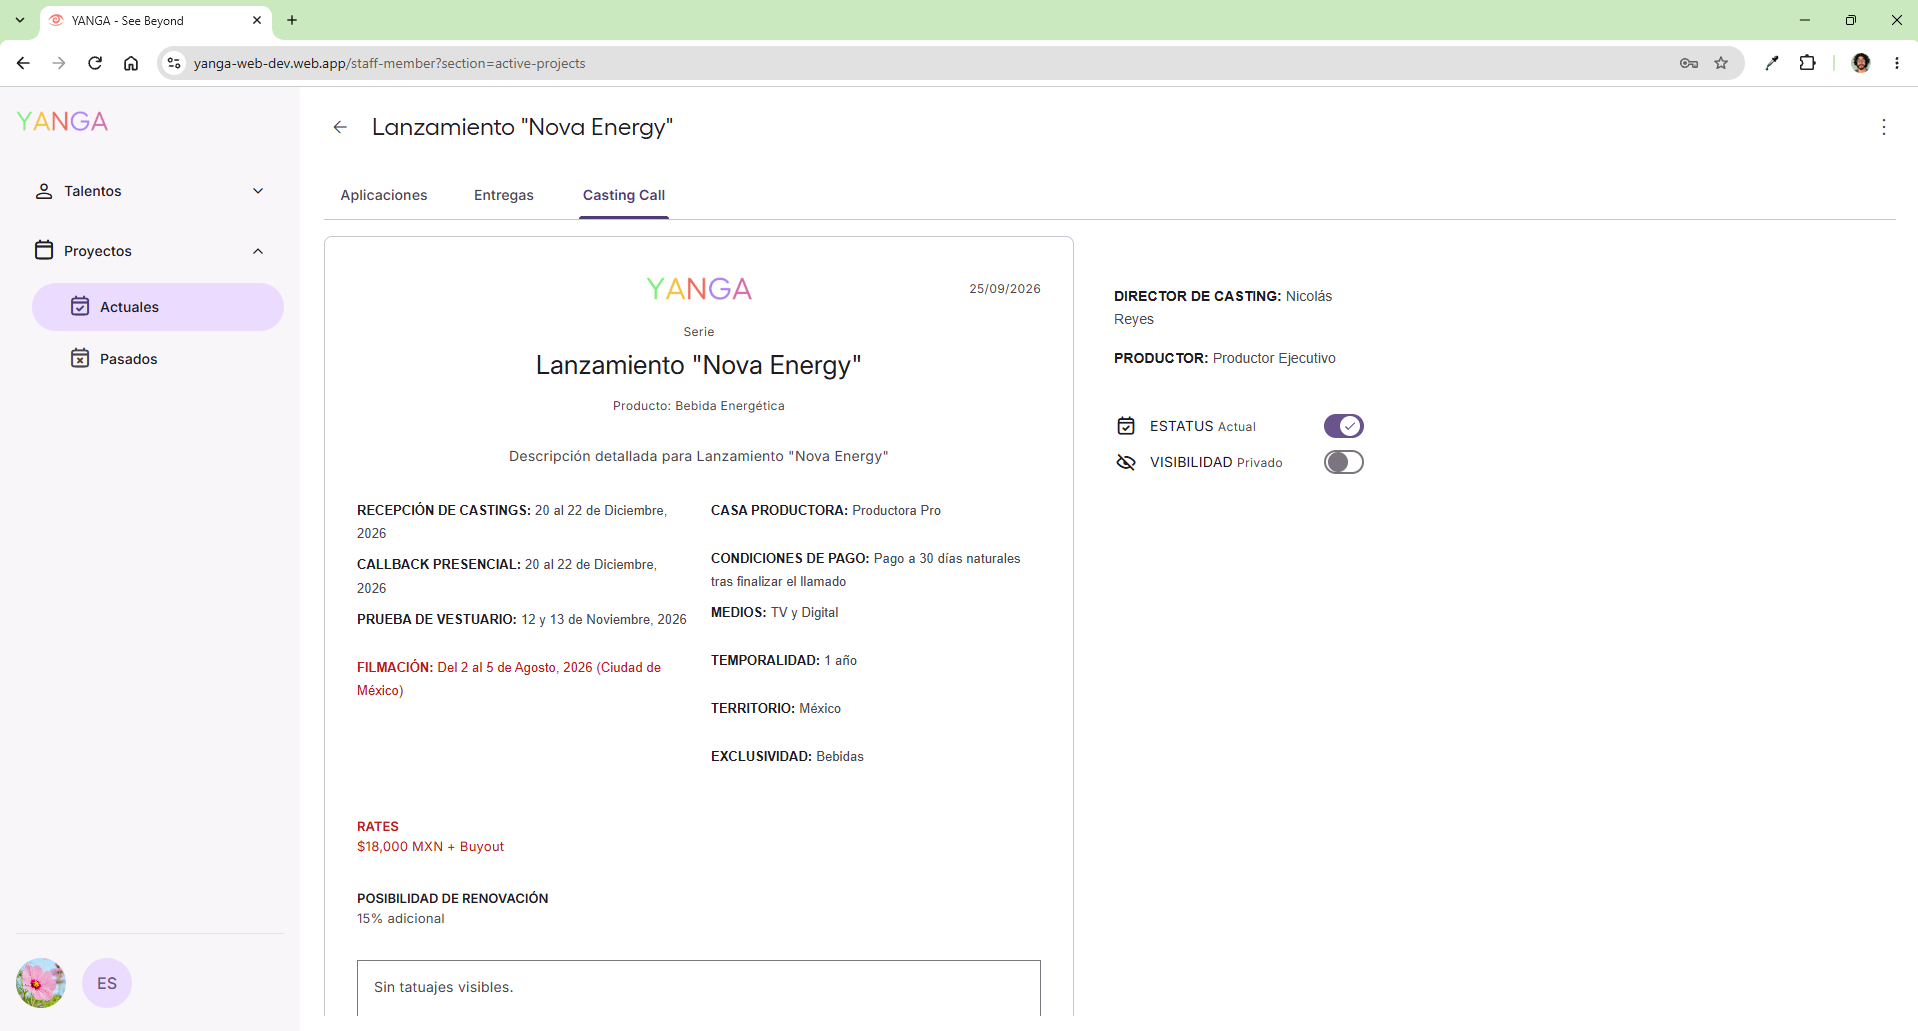 YANGA - See Beyond
yanga-web-dev.web.app/staff-member?section=active-projects
YANGA
Talentos
Proyectos
Actuales
Pasados
ES
Lanzamiento "Nova Energy"
Aplicaciones
Entregas
Casting Call
YANGA
25/09/2026
Serie
Lanzamiento "Nova Energy"
Producto: Bebida Energética
Descripción detallada para Lanzamiento "Nova Energy"
RECEPCIÓN DE CASTINGS: 20 al 22 de Diciembre,
2026
CALLBACK PRESENCIAL: 20 al 22 de Diciembre,
2026
PRUEBA DE VESTUARIO: 12 y 13 de Noviembre, 2026
FILMACIÓN: Del 2 al 5 de Agosto, 2026 (Ciudad de
México)
CASA PRODUCTORA: Productora Pro
CONDICIONES DE PAGO: Pago a 30 días naturales
tras finalizar el llamado
MEDIOS: TV y Digital
TEMPORALIDAD: 1 año
TERRITORIO: México
EXCLUSIVIDAD: Bebidas
RATES
$18,000 MXN + Buyout
POSIBILIDAD DE RENOVACIÓN
15% adicional
Sin tatuajes visibles.
DIRECTOR DE CASTING: Nicolás
Reyes
PRODUCTOR: Productor Ejecutivo
ESTATUS Actual
VISIBILIDAD Privado